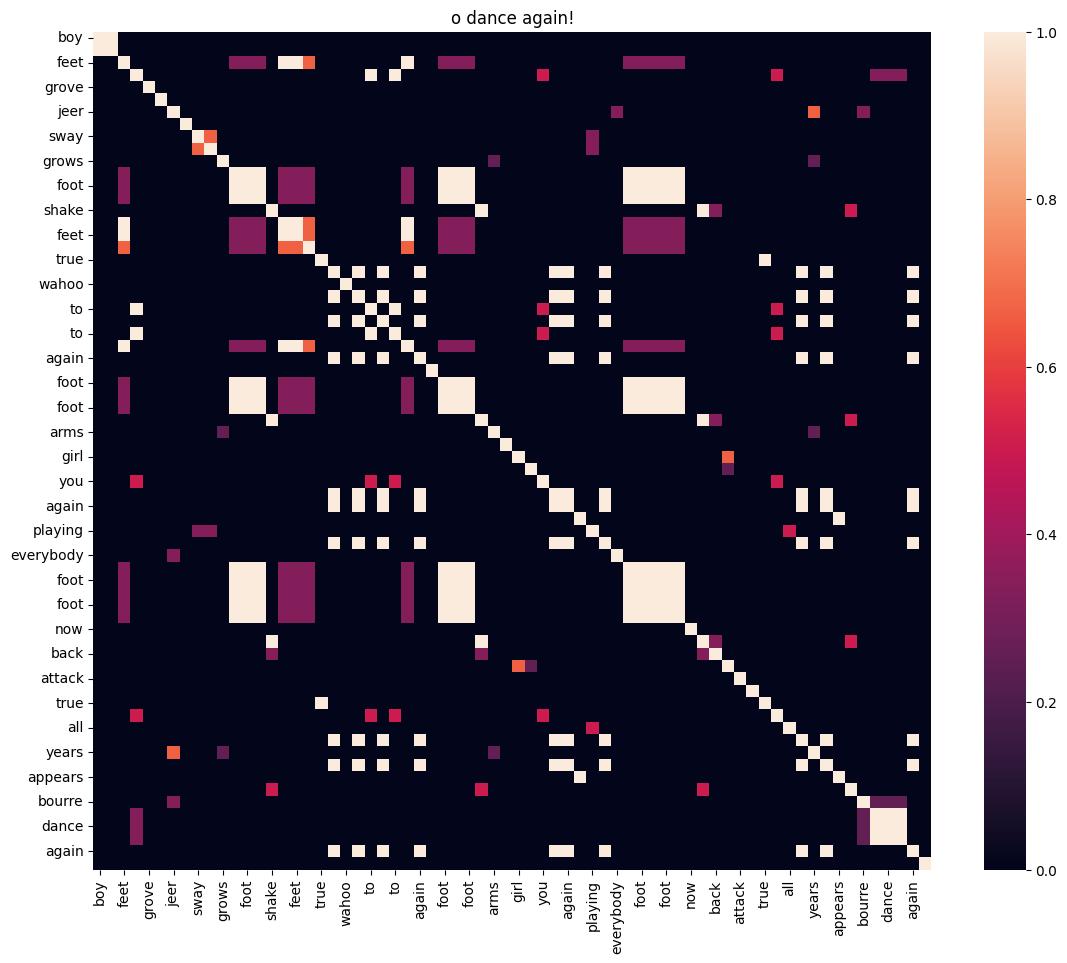 o dance again!
boy
feet
grove
jeer
sway
grows
foot
shake
feet
true
wahoo
to
to
again
foot
foot
arms
girl
you
again
playing
everybody
foot
foot
now
back
attack
true
all
years
appears
bourre
dance
again
boy
feet
grove
jeer
sway
grows
foot
shake
feet
true
wahoo
to
to
again
foot
foot
arms
girl
you
again
playing
everybody
foot
foot
now
back
attack
true
all
years
appears
bourre
dance
again
1.0
0.8
0.6
0.4
0.2
0.0